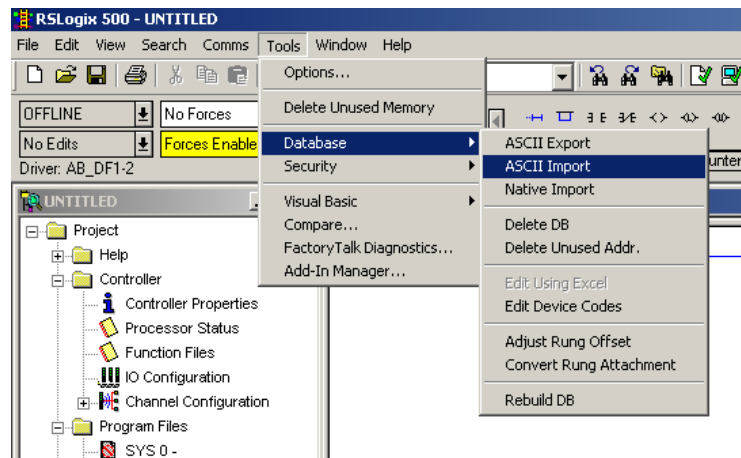 RSLogix 500 - UNTITLED
File Edit View Search Comms Tools Window Help
Options...
Delete Unused Memory
Database
Security
Visual Basic
Compare...
FactoryTalk Diagnostics...
Add-In Manager...
ASCII Export
ASCII Import
Native Import
Delete DB
Delete Unused Addr.
Edit Using Excel
Edit Device Codes
Adjust Rung Offset
Convert Rung Attachment
Rebuild DB
OFFLINE No Forces
No Edits Forces Enable
Driver: AB_DF1-2
UNTITLED
Project
Help
Controller
Controller Properties
Processor Status
Function Files
IO Configuration
Channel Configuration
Program Files
SYS 0 -